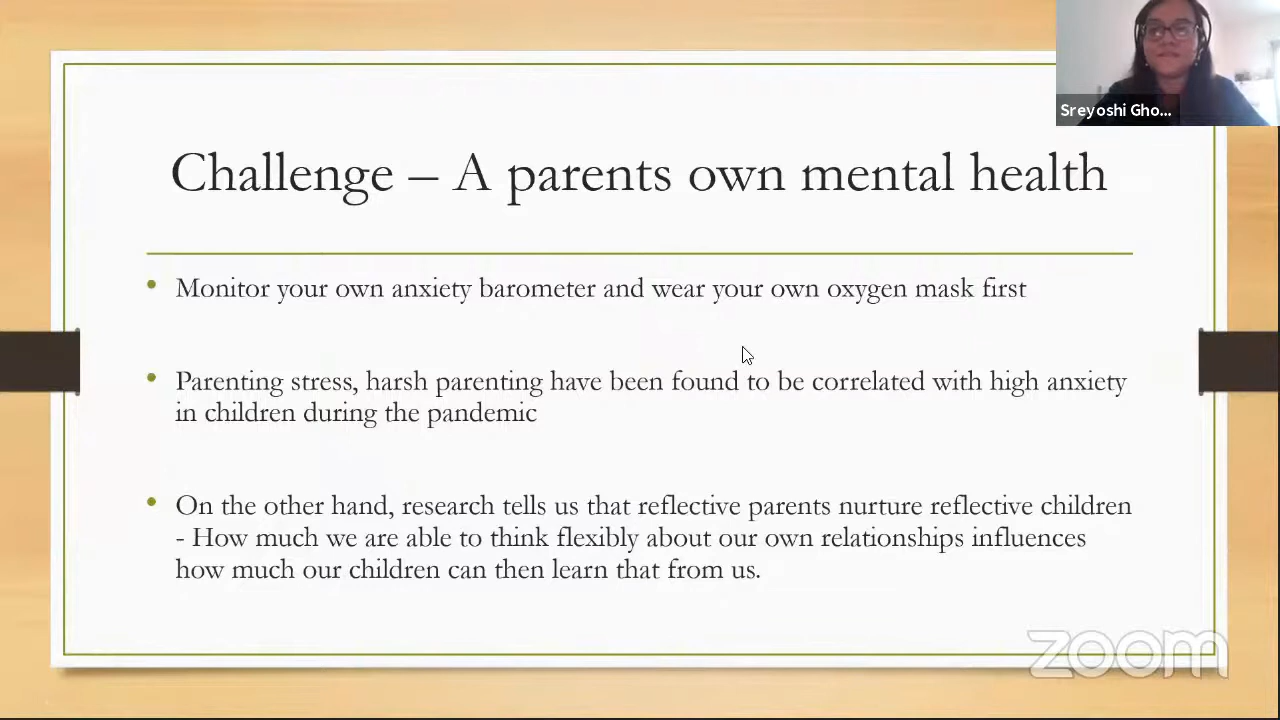 Sreyoshi Gho...
Challenge – A parents own mental health
• Monitor your own anxiety barometer and wear your own oxygen mask first
• Parenting stress, harsh parenting have been found to be correlated with high anxiety
in children during the pandemic
• On the other hand, research tells us that reflective parents nurture reflective children
- How much we are able to think flexibly about our own relationships influences
how much our children can then learn that from us.
zoom